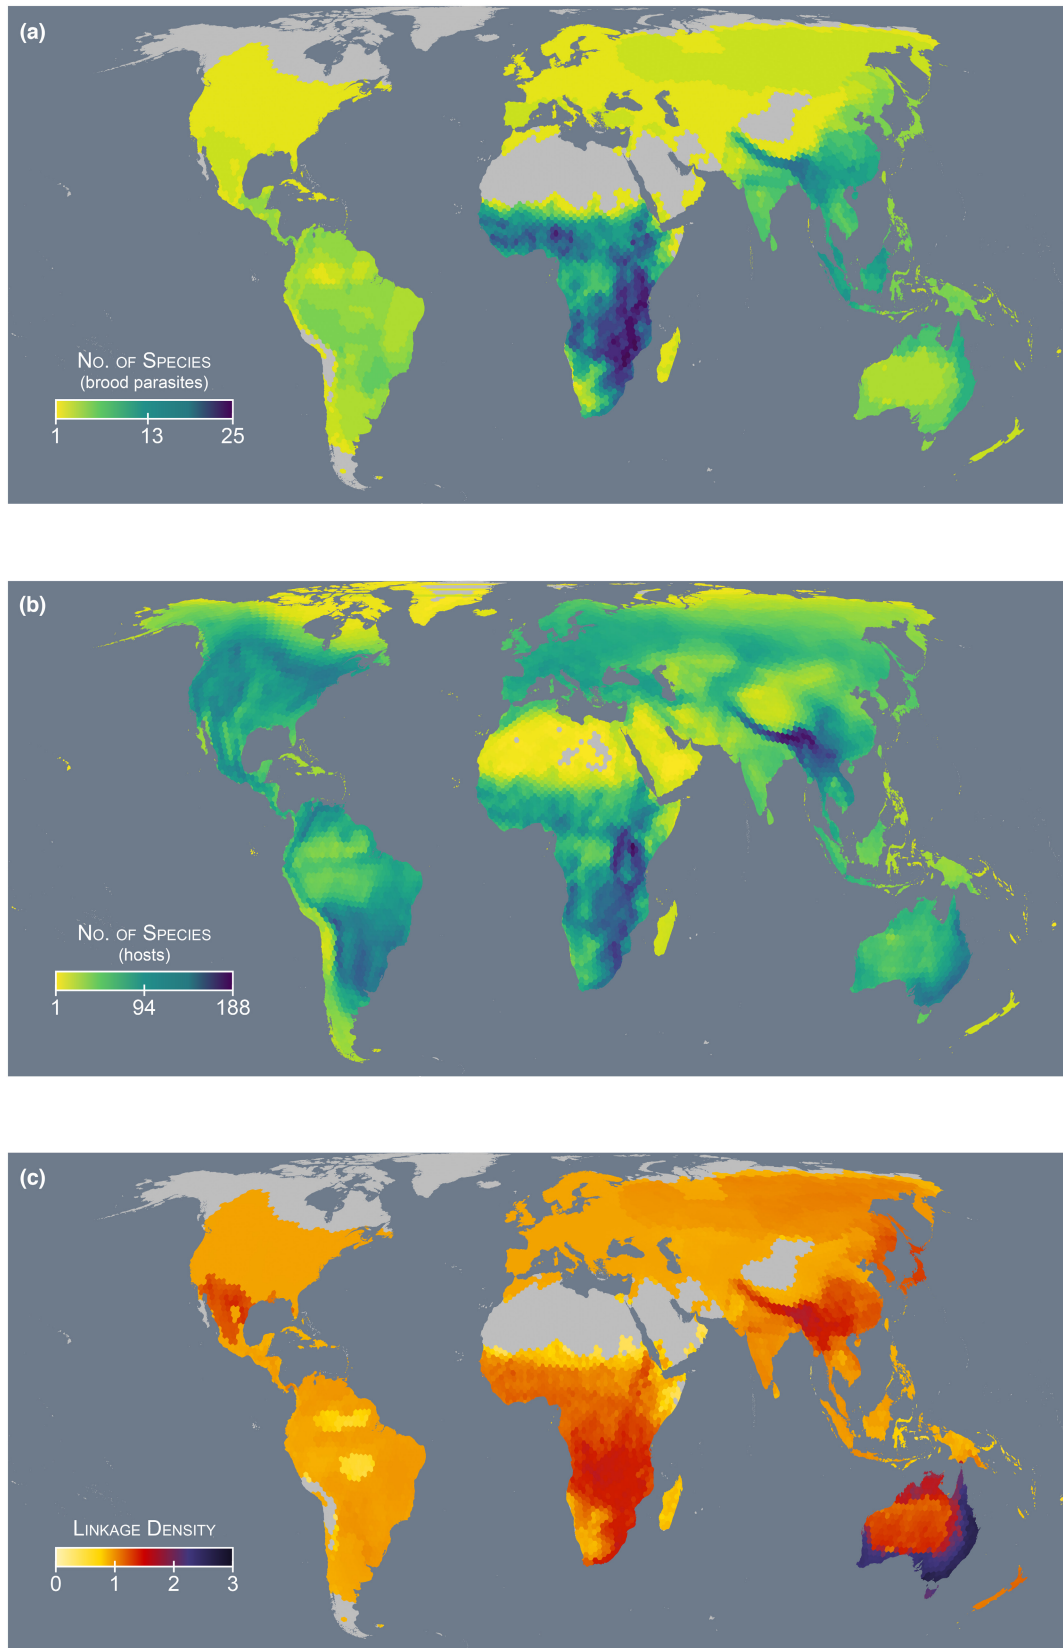 (a)
No. of Species
(brood parasites)
1 13 25
(b)
No. of Species
(hosts)
1 94 188
(c)
Linkage Density
0 1 2 3